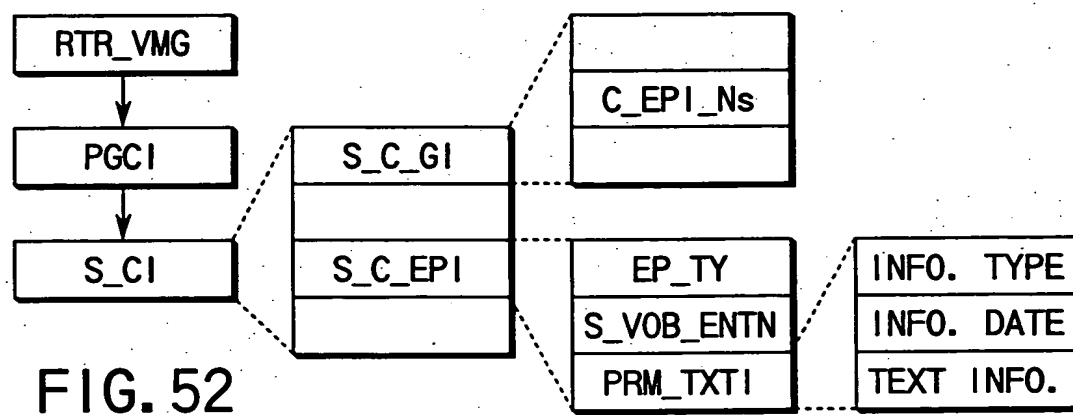 RTR_VMG
PGCI
S_CI
S_C_GI
S_C_EPI
C_EPI_Ns
EP_TY
S_VOB_ENTN
PRM_TXTI
INFO. TYPE
INFO. DATE
TEXT INFO.
FIG. 52